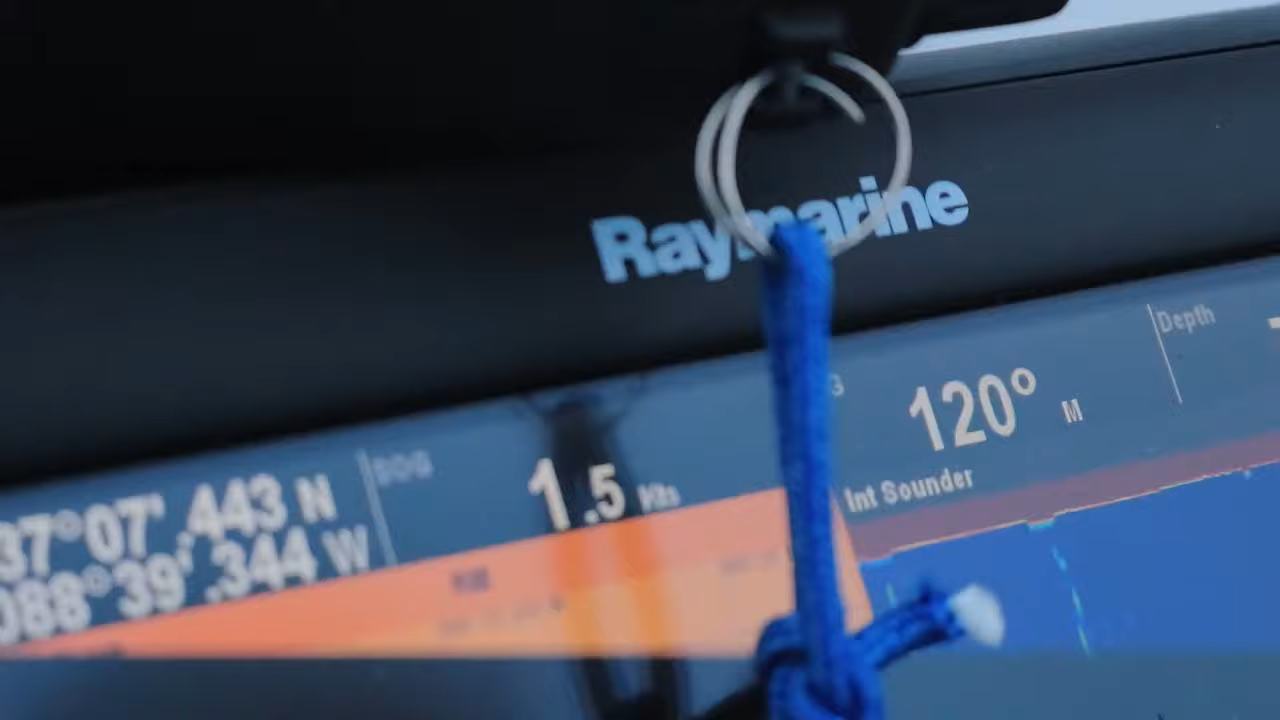 Raymarine
37°07'.443 N
088°39'.344 W
SOG
1.5 kts
120° M
Depth
Int Sounder